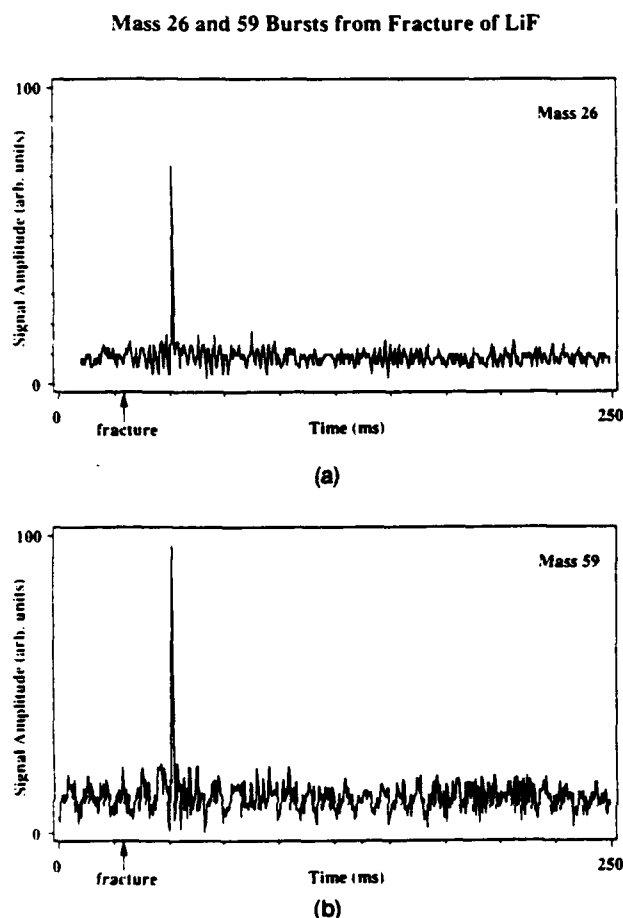 Mass 26 and 59 Bursts from Fracture of LiF
100
Mass 26
Signal Amplitude (arb. units)
0
0
250
fracture
Time (ms)
(a)
100
Mass 59
Signal Amplitude (arb. units)
0
0
250
fracture
Time (ms)
(b)